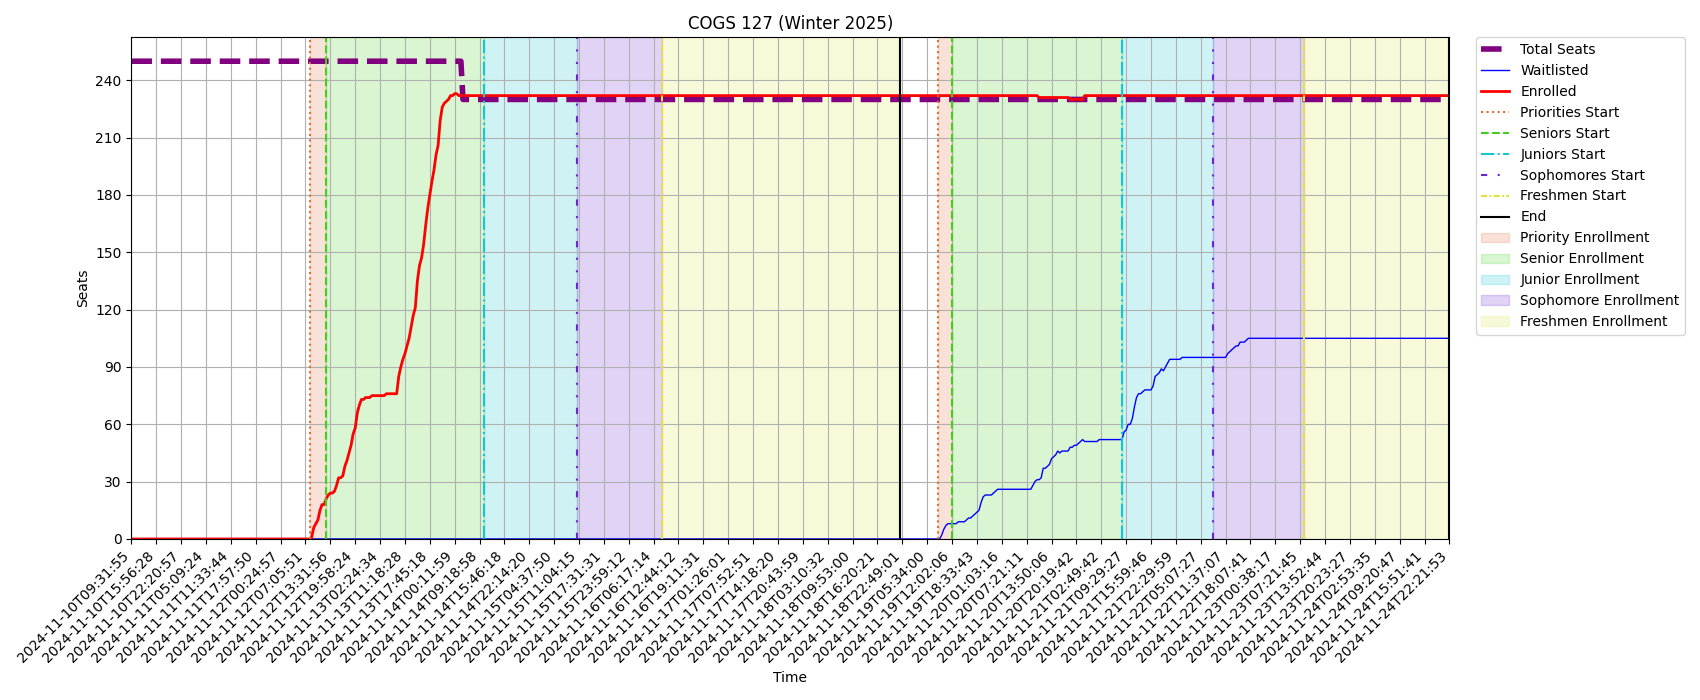 COGS 127 (Winter 2025)
Seats
240
210
180
150
120
90
60
30
0
2024-11-10T09:31:55
2024-11-10T15:56:28
2024-11-10T22:20:57
2024-11-11T05:09:24
2024-11-11T11:33:44
2024-11-11T17:57:50
2024-11-12T00:24:57
2024-11-12T07:05:51
2024-11-12T13:31:56
2024-11-12T19:58:24
2024-11-13T02:24:34
2024-11-13T11:18:28
2024-11-13T17:45:18
2024-11-14T00:11:59
2024-11-14T09:18:58
2024-11-14T15:46:18
2024-11-14T22:14:20
2024-11-15T04:37:50
2024-11-15T11:04:15
2024-11-15T17:31:31
2024-11-15T23:59:12
2024-11-16T06:17:14
2024-11-16T12:44:12
2024-11-16T19:11:31
2024-11-17T01:26:01
2024-11-17T07:52:51
2024-11-17T14:18:20
2024-11-17T20:43:59
2024-11-18T03:10:32
2024-11-18T09:53:00
2024-11-18T16:20:21
2024-11-18T22:49:01
2024-11-19T05:34:00
2024-11-19T12:02:06
2024-11-19T18:33:43
2024-11-20T01:03:16
2024-11-20T07:21:11
2024-11-20T13:50:06
2024-11-20T20:19:42
2024-11-21T02:49:42
2024-11-21T09:29:27
2024-11-21T15:59:46
2024-11-21T22:29:59
2024-11-22T05:07:27
2024-11-22T11:37:07
2024-11-22T18:07:41
2024-11-23T00:38:17
2024-11-23T07:21:45
2024-11-23T13:52:44
2024-11-23T20:23:27
2024-11-24T02:53:35
2024-11-24T09:20:47
2024-11-24T15:51:41
2024-11-24T22:21:53
Time
Total Seats
Waitlisted
Enrolled
Priorities Start
Seniors Start
Juniors Start
Sophomores Start
Freshmen Start
End
Priority Enrollment
Senior Enrollment
Junior Enrollment
Sophomore Enrollment
Freshmen Enrollment